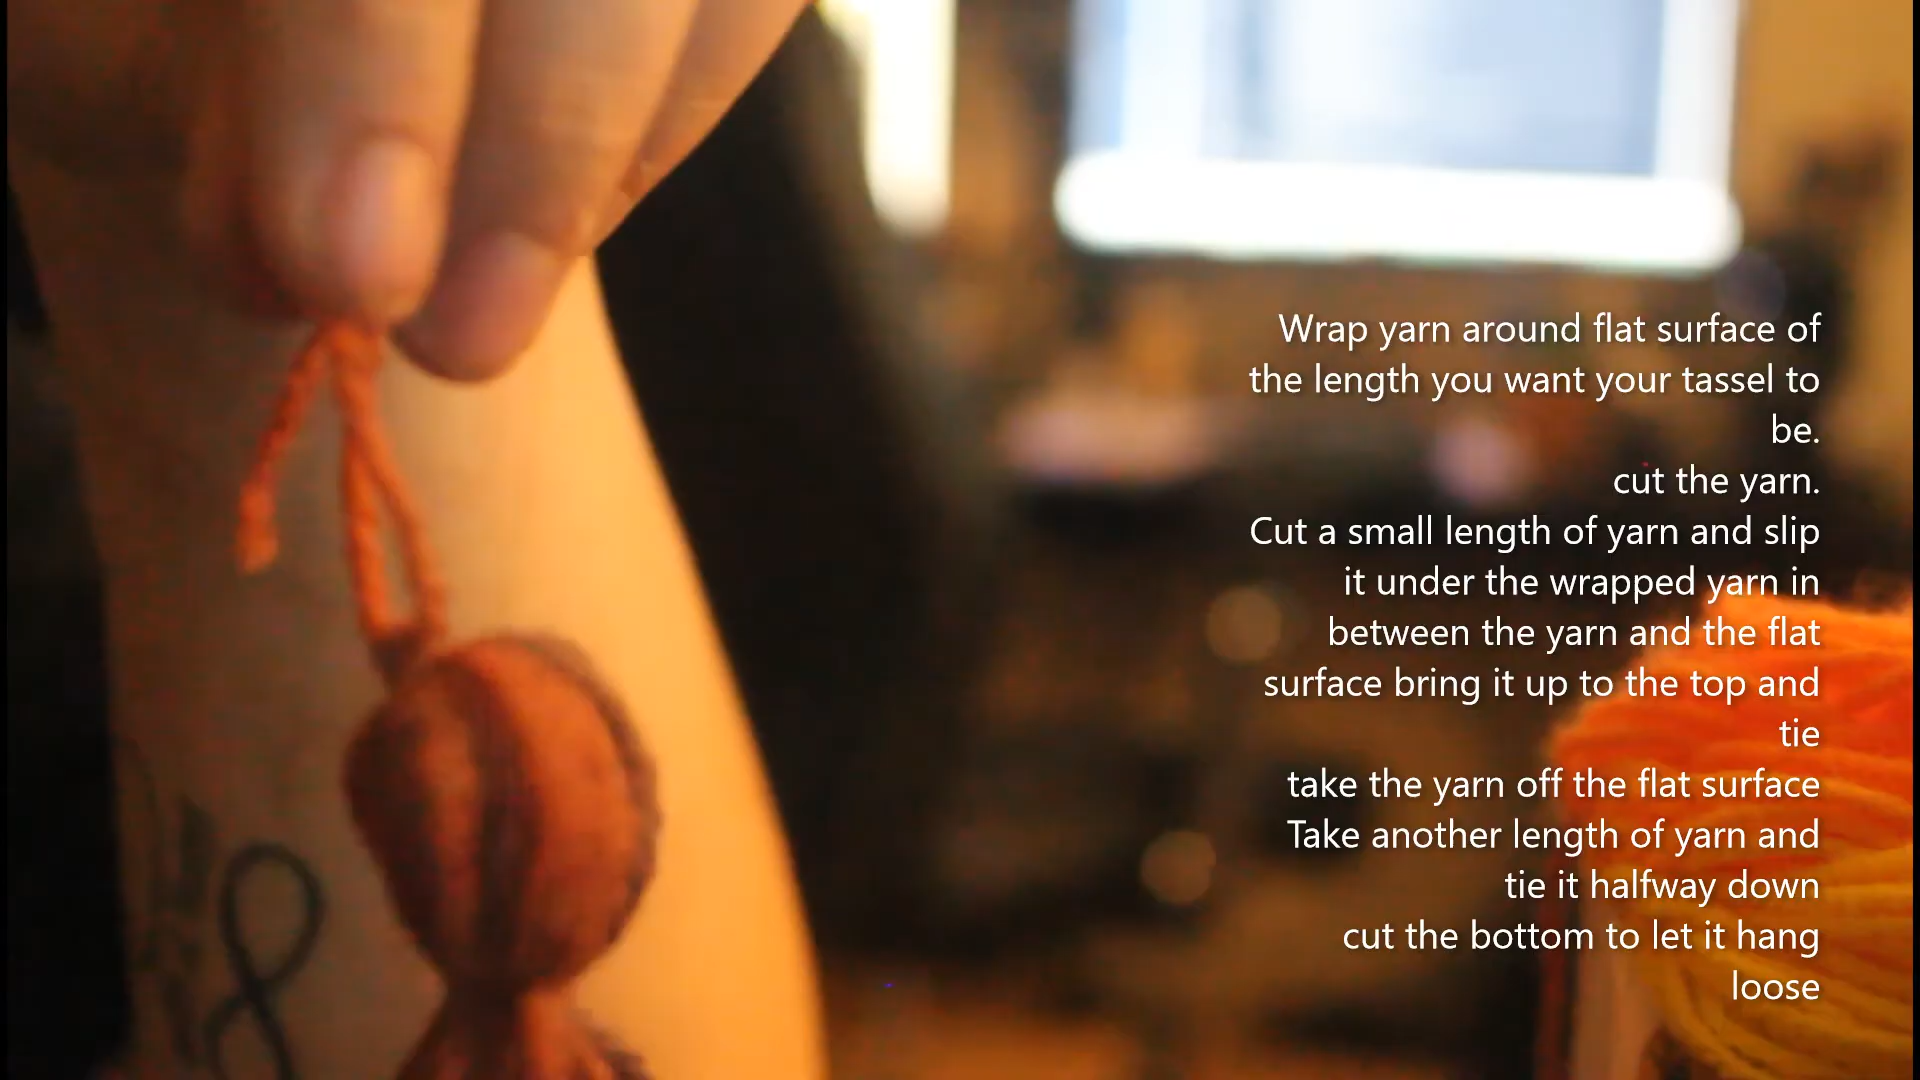 Wrap yarn around flat surface of
the length you want your tassel to
be.
cut the yarn.
Cut a small length of yarn and slip
it under the wrapped yarn in
between the yarn and the flat
surface bring it up to the top and
tie
take the yarn off the flat surface
Take another length of yarn and
tie it halfway down
cut the bottom to let it hang
loose